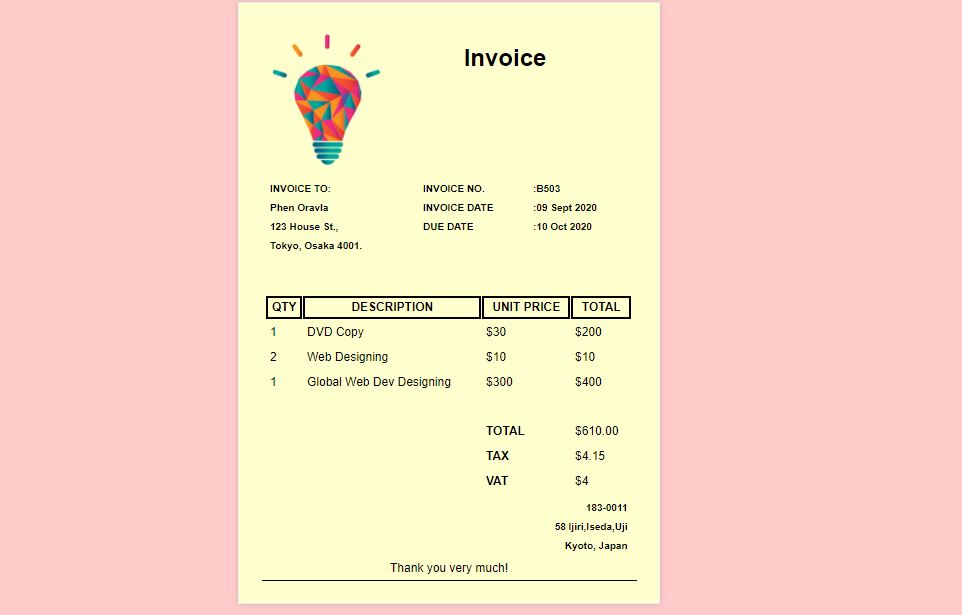 Invoice
INVOICE TO:
Phen Oravla
123 House St.,
Tokyo, Osaka 4001.
INVOICE NO. :B503
INVOICE DATE :09 Sept 2020
DUE DATE :10 Oct 2020
QTY DESCRIPTION UNIT PRICE TOTAL
1 DVD Copy $30 $200
2 Web Designing $10 $10
1 Global Web Dev Designing $300 $400
TOTAL $610.00
TAX $4.15
VAT $4
183-0011
58 Ijiri,Iseda,Uji
Kyoto, Japan
Thank you very much!